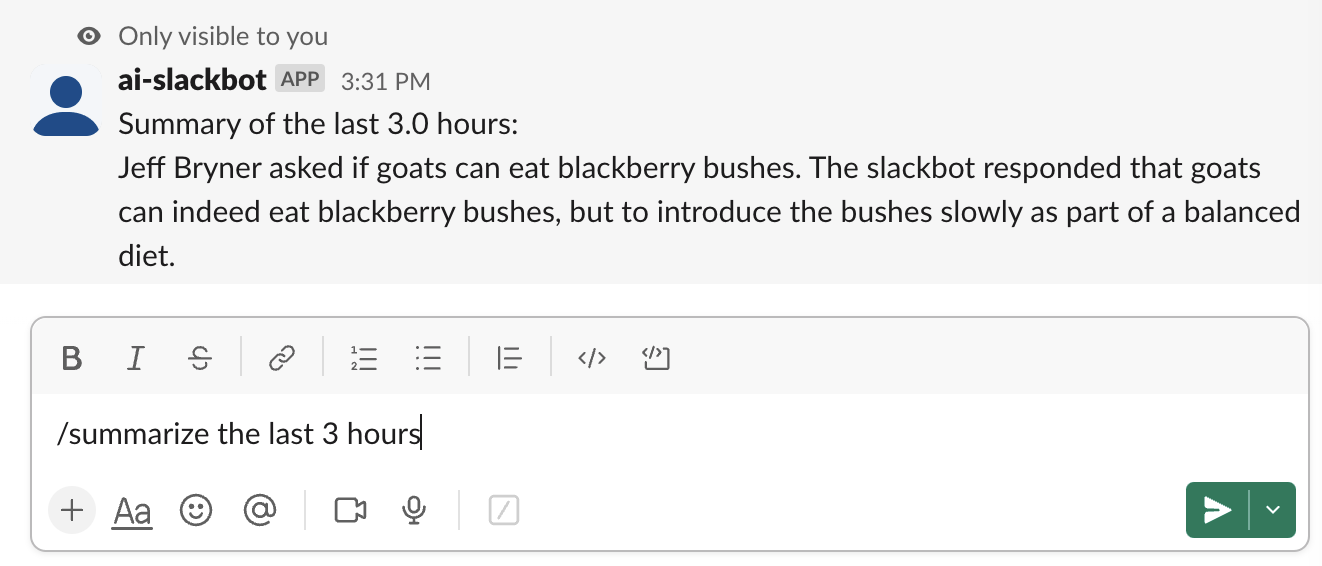 Only visible to you
ai-slackbot APP 3:31 PM
Summary of the last 3.0 hours:
Jeff Bryner asked if goats can eat blackberry bushes. The slackbot responded that goats
can indeed eat blackberry bushes, but to introduce the bushes slowly as part of a balanced
diet.
B I S
/summarize the last 3 hours
Aa